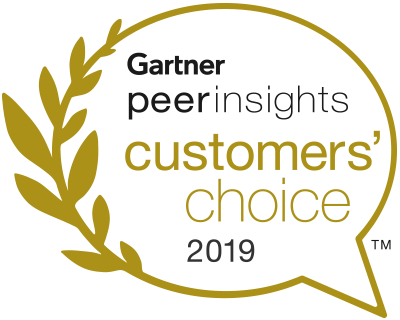 Gartner
peerinsights
customers’
choice
2019
™